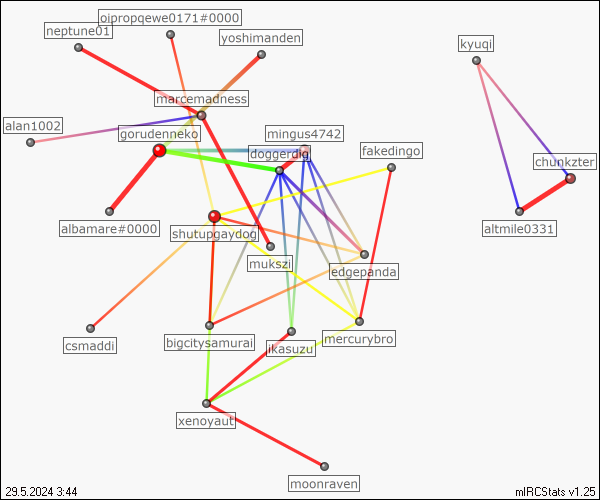 oipropqewe0171#0000
neptune01
yoshimanden
kyuqi
marcemadness
alan1002
gorudenneko
mingus4742
doggerdig
fakedingo
chunkzter
albamare#0000
shutupgaydog
altmile0331
mukszi
edgepanda
csmaddi
bigcitysamurai
ikasuzu
mercurybro
xenoyaut
moonraven
29.5.2024 3:44
mIRCStats v1.25